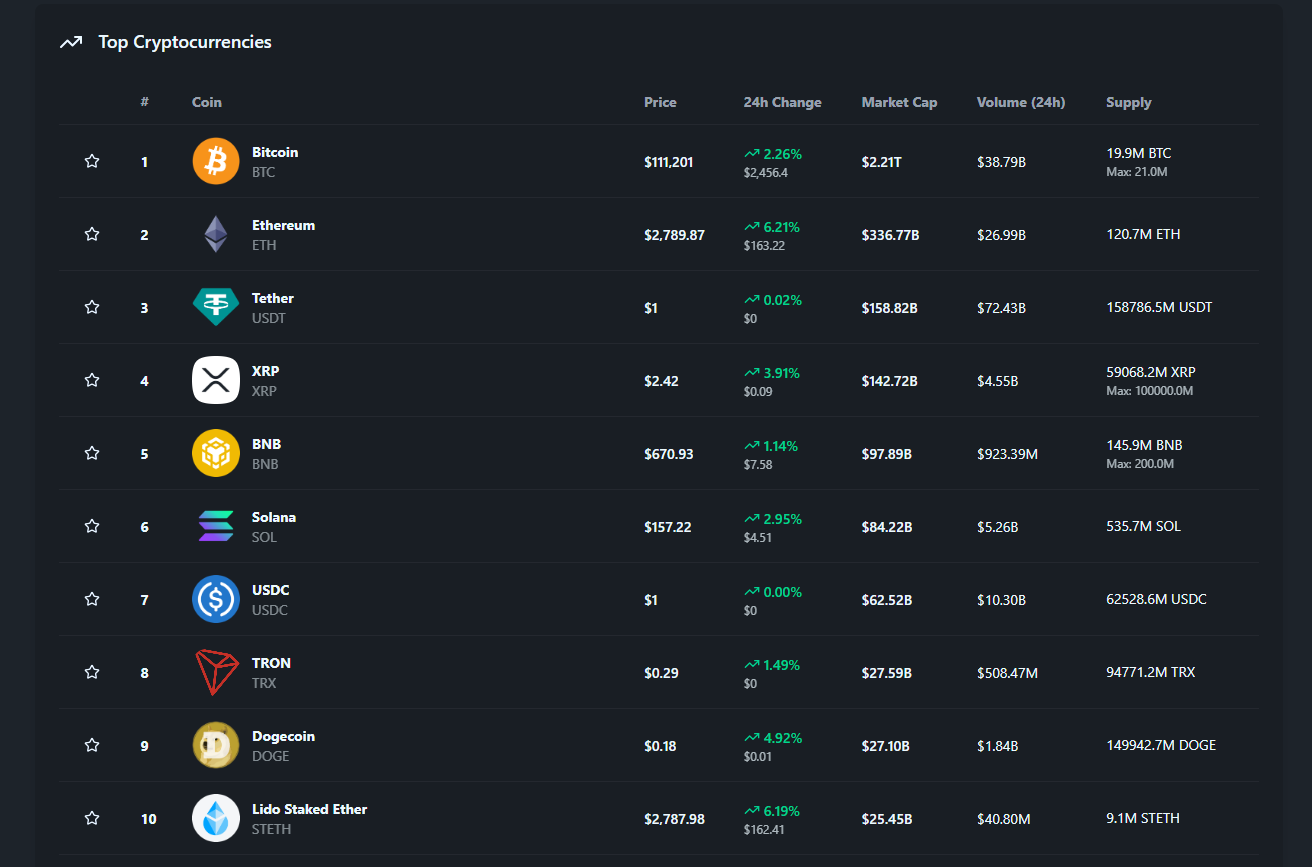 Top Cryptocurrencies
# Coin Price 24h Change Market Cap Volume (24h) Supply
1 Bitcoin BTC $111,201 2.26% $2,456.4 $2.21T $38.79B 19.9M BTC Max: 21.0M
2 Ethereum ETH $2,789.87 6.21% $163.22 $336.77B $26.99B 120.7M ETH
3 Tether USDT $1 0.02% $0 $158.82B $72.43B 158786.5M USDT
4 XRP XRP $2.42 3.91% $0.09 $142.72B $4.55B 59068.2M XRP Max: 100000.0M
5 BNB BNB $670.93 1.14% $7.58 $97.89B $923.39M 145.9M BNB Max: 200.0M
6 Solana SOL $157.22 2.95% $4.51 $84.22B $5.26B 535.7M SOL
7 USDC USDC $1 0.00% $0 $62.52B $10.30B 62528.6M USDC
8 TRON TRX $0.29 1.49% $0 $27.59B $508.47M 94771.2M TRX
9 Dogecoin DOGE $0.18 4.92% $0.01 $27.10B $1.84B 149942.7M DOGE
10 Lido Staked Ether STETH $2,787.98 6.19% $162.41 $25.45B $40.80M 9.1M STETH